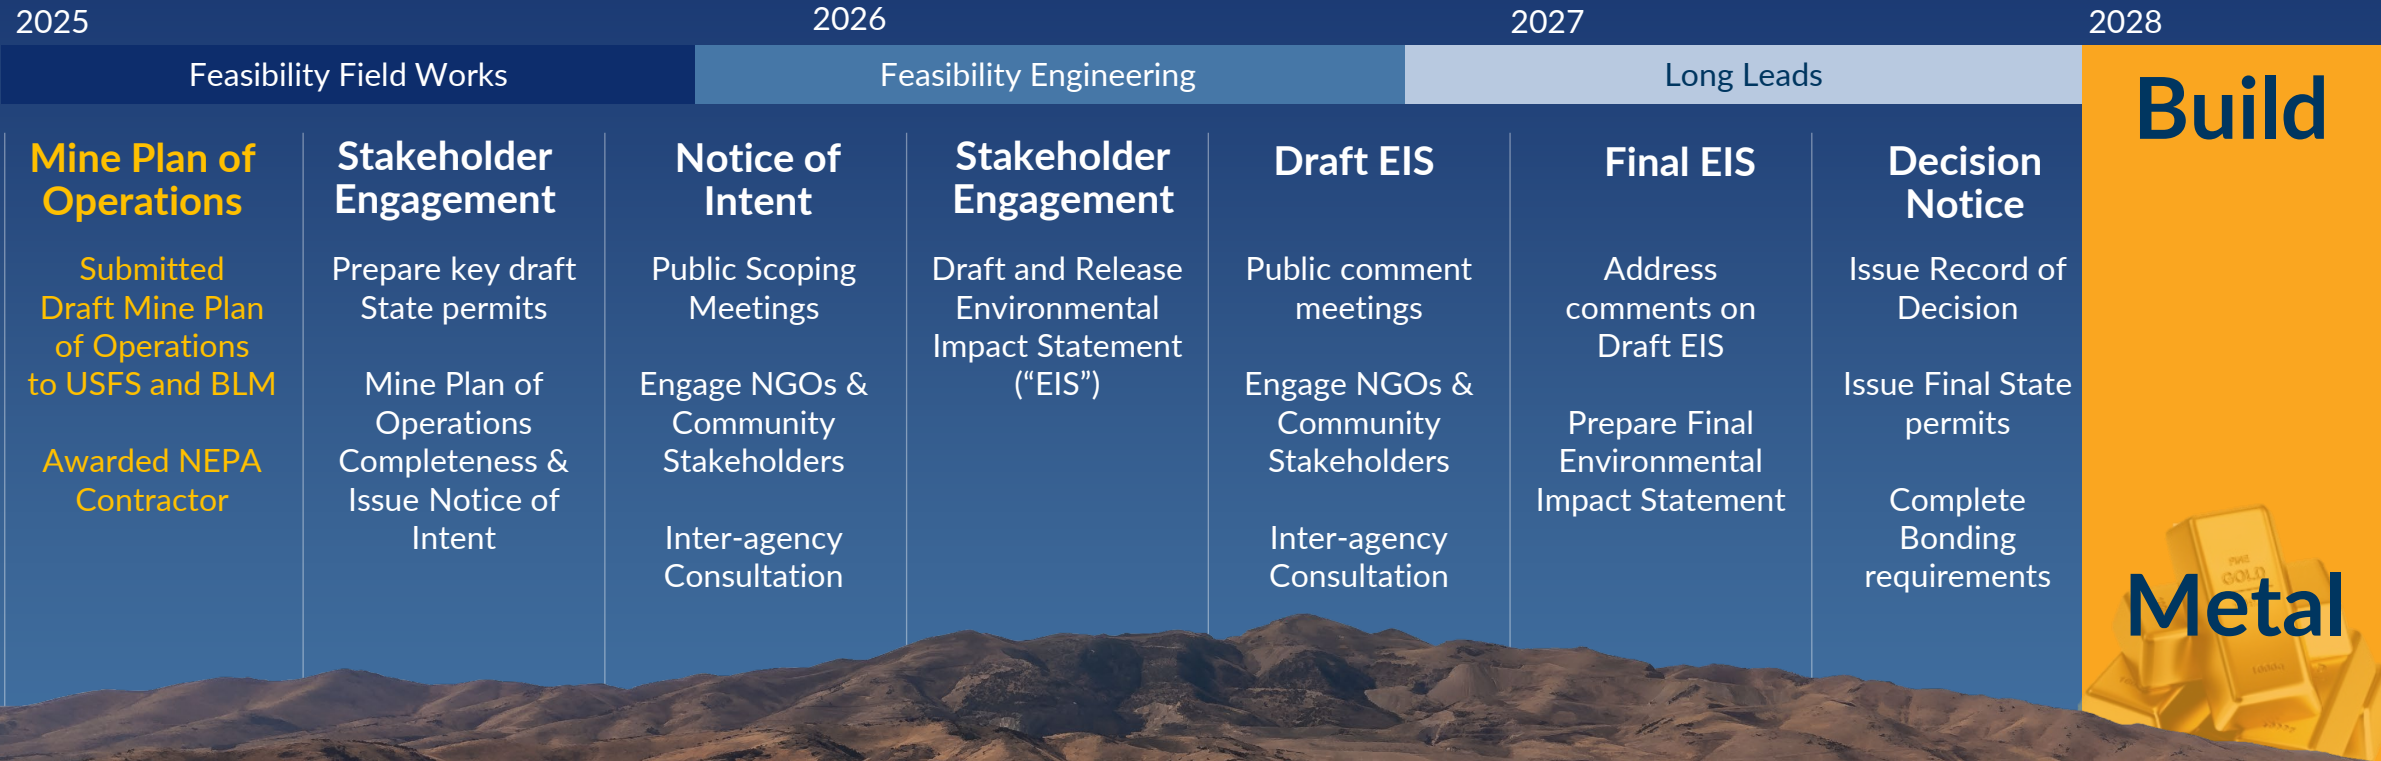 2025
2026
2027
2028
Feasibility Field Works
Feasibility Engineering
Long Leads
Mine Plan of
Operations
Submitted
Draft Mine Plan
of Operations
to USFS and BLM
Awarded NEPA
Contractor
Stakeholder
Engagement
Prepare key draft
State permits
Mine Plan of
Operations
Completeness &
Issue Notice of
Intent
Notice of
Intent
Public Scoping
Meetings
Engage NGOs &
Community
Stakeholders
Inter-agency
Consultation
Stakeholder
Engagement
Draft and Release
Environmental
Impact Statement
(“EIS”)
Draft EIS
Public comment
meetings
Engage NGOs &
Community
Stakeholders
Inter-agency
Consultation
Final EIS
Address
comments on
Draft EIS
Prepare Final
Environmental
Impact Statement
Decision
Notice
Issue Record of
Decision
Issue Final State
permits
Complete
Bonding
requirements
Build
GOLD
Metal